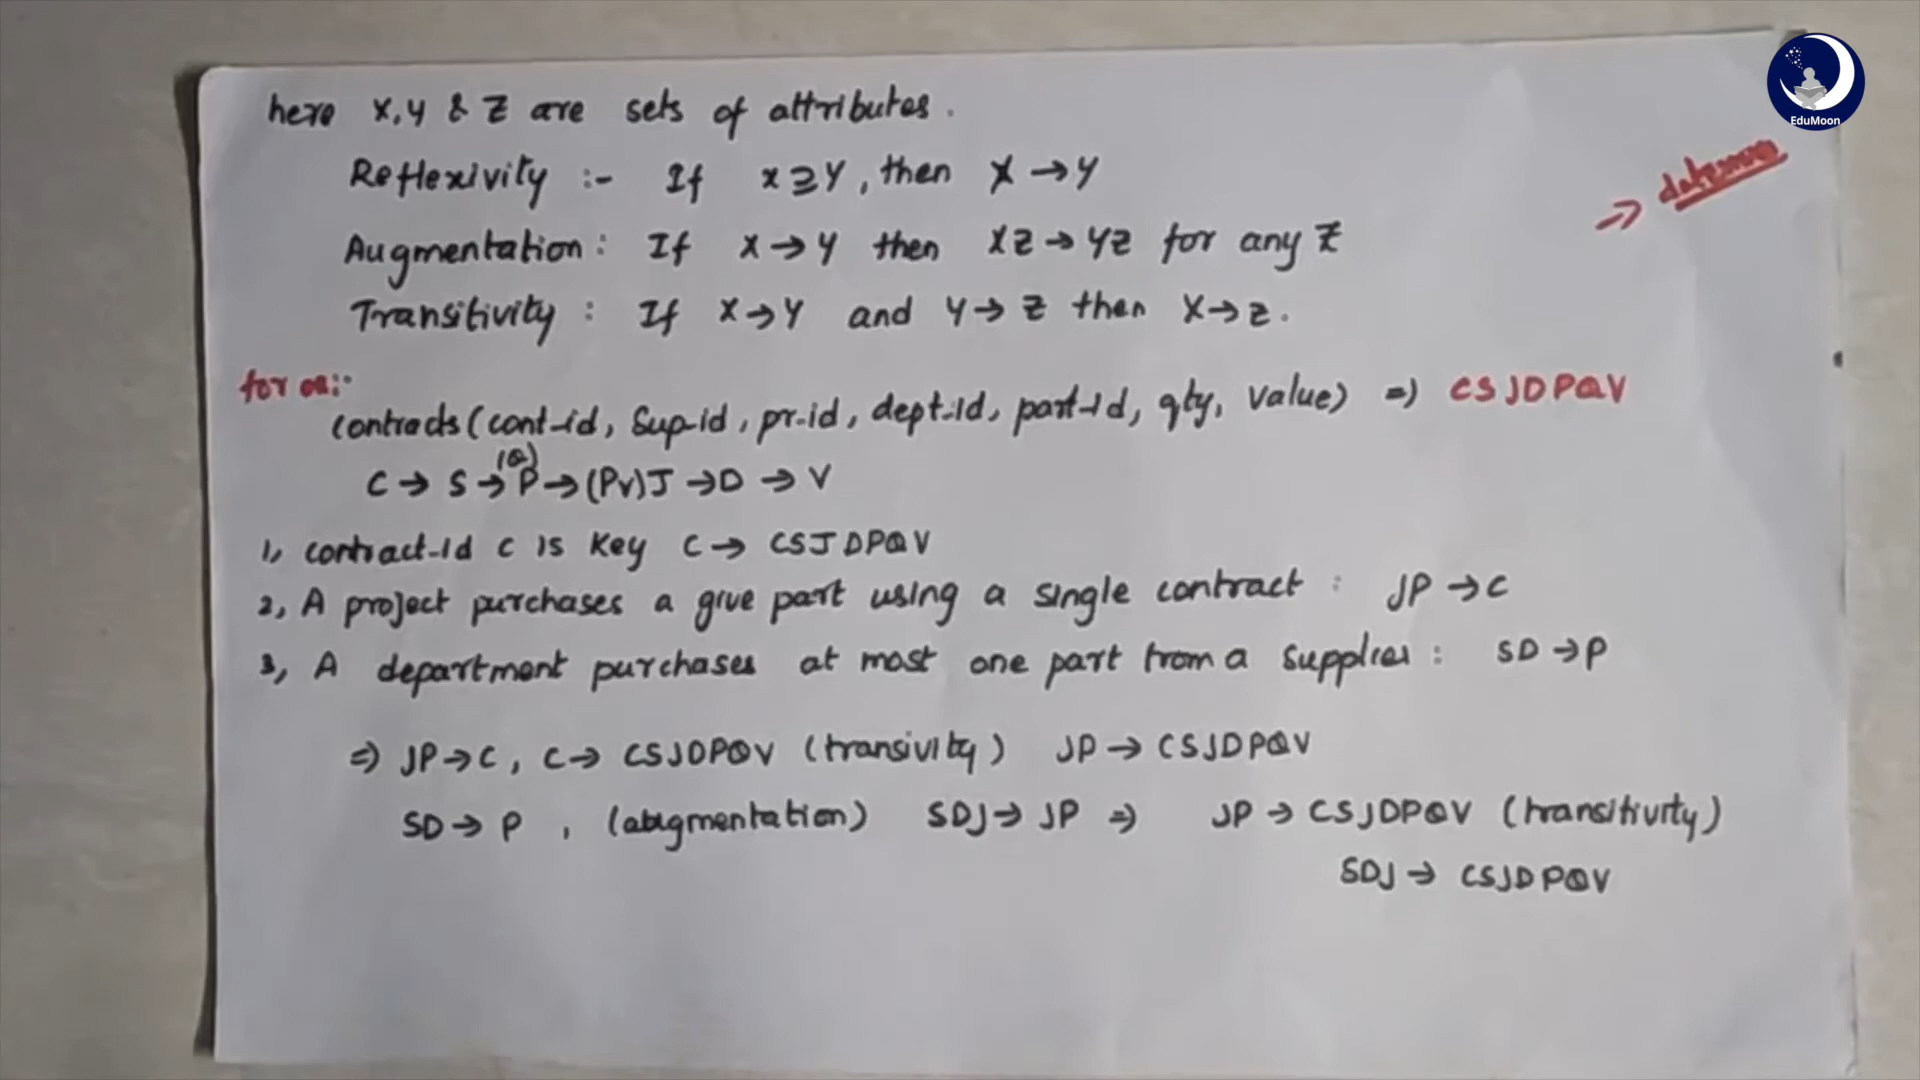 here X, Y & Z are sets of attributes.
Reflexivity :- If X ⊇ Y, then X → Y
Augmentation : If X → Y then XZ → YZ for any Z
Transitivity : If X → Y and Y → Z then X → Z.
for ex:-
contracts (cont-id, Sup-id, pr-id, dept-id, part-id, qty, value) => CSJDPQV
(Q)
C → S → P → (Pr)J → D → V
1, contract-id C is Key C → CSJDPQV
2, A project purchases a give part using a single contract : JP → C
3, A department purchases at most one part from a supplier : SD → P
=> JP → C, C → CSJDPQV (transivity) JP → CSJDPQV
SD → P, (augmentation) SDJ → JP => JP → CSJDPQV (transitivity)
SDJ → CSJDPQV
EduMoon